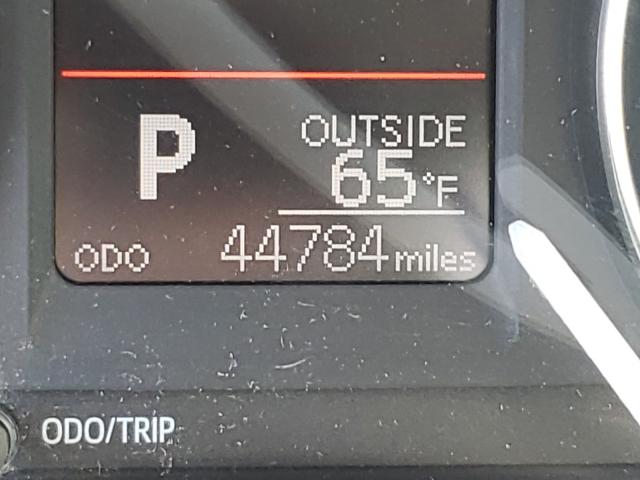 P
OUTSIDE
65°F
ODO 44784 miles
ODO/TRIP